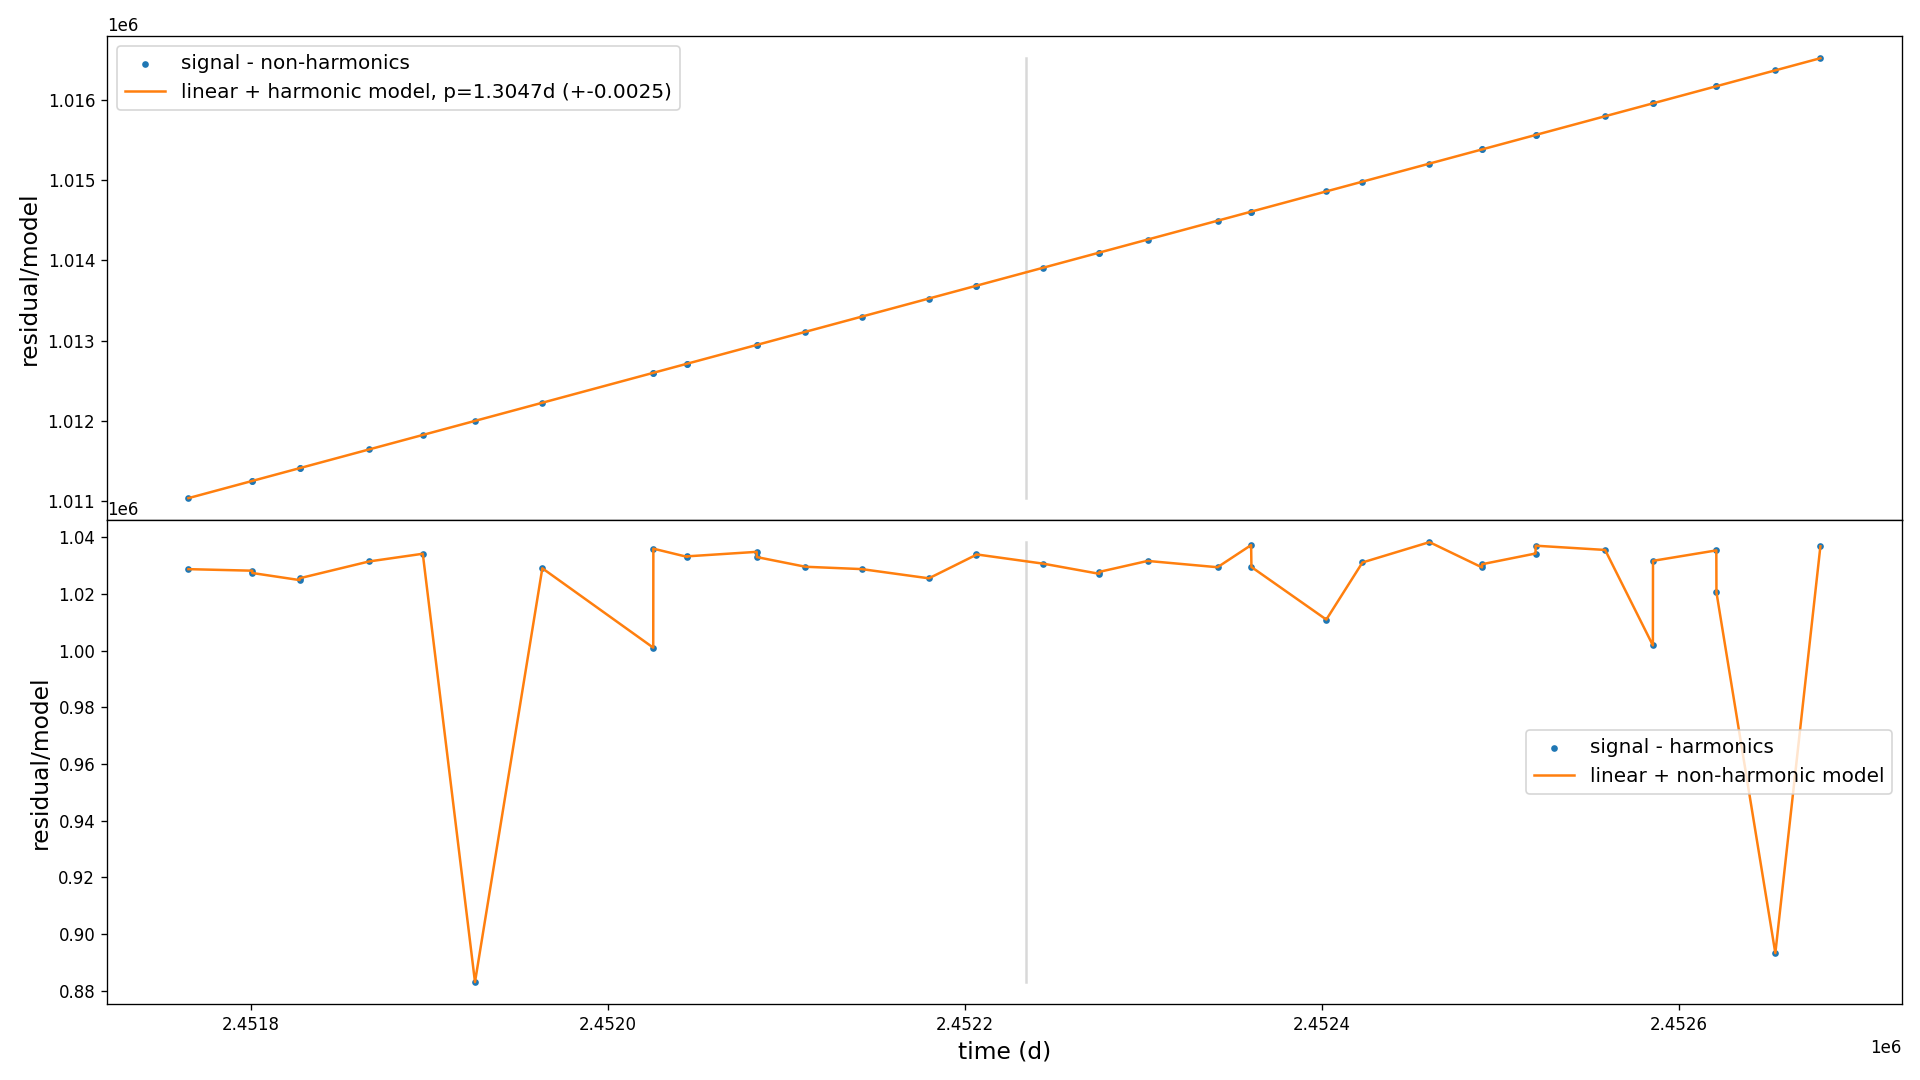 1e6
signal - non-harmonics
linear + harmonic model, p=1.3047d (+-0.0025)
residual/model
1.016
1.015
1.014
1.013
1.012
1.011
1e6
residual/model
1.04
1.02
1.00
0.98
0.96
0.94
0.92
0.90
0.88
signal - harmonics
linear + non-harmonic model
2.4518 2.4520 2.4522 2.4524 2.4526
1e6
time (d)